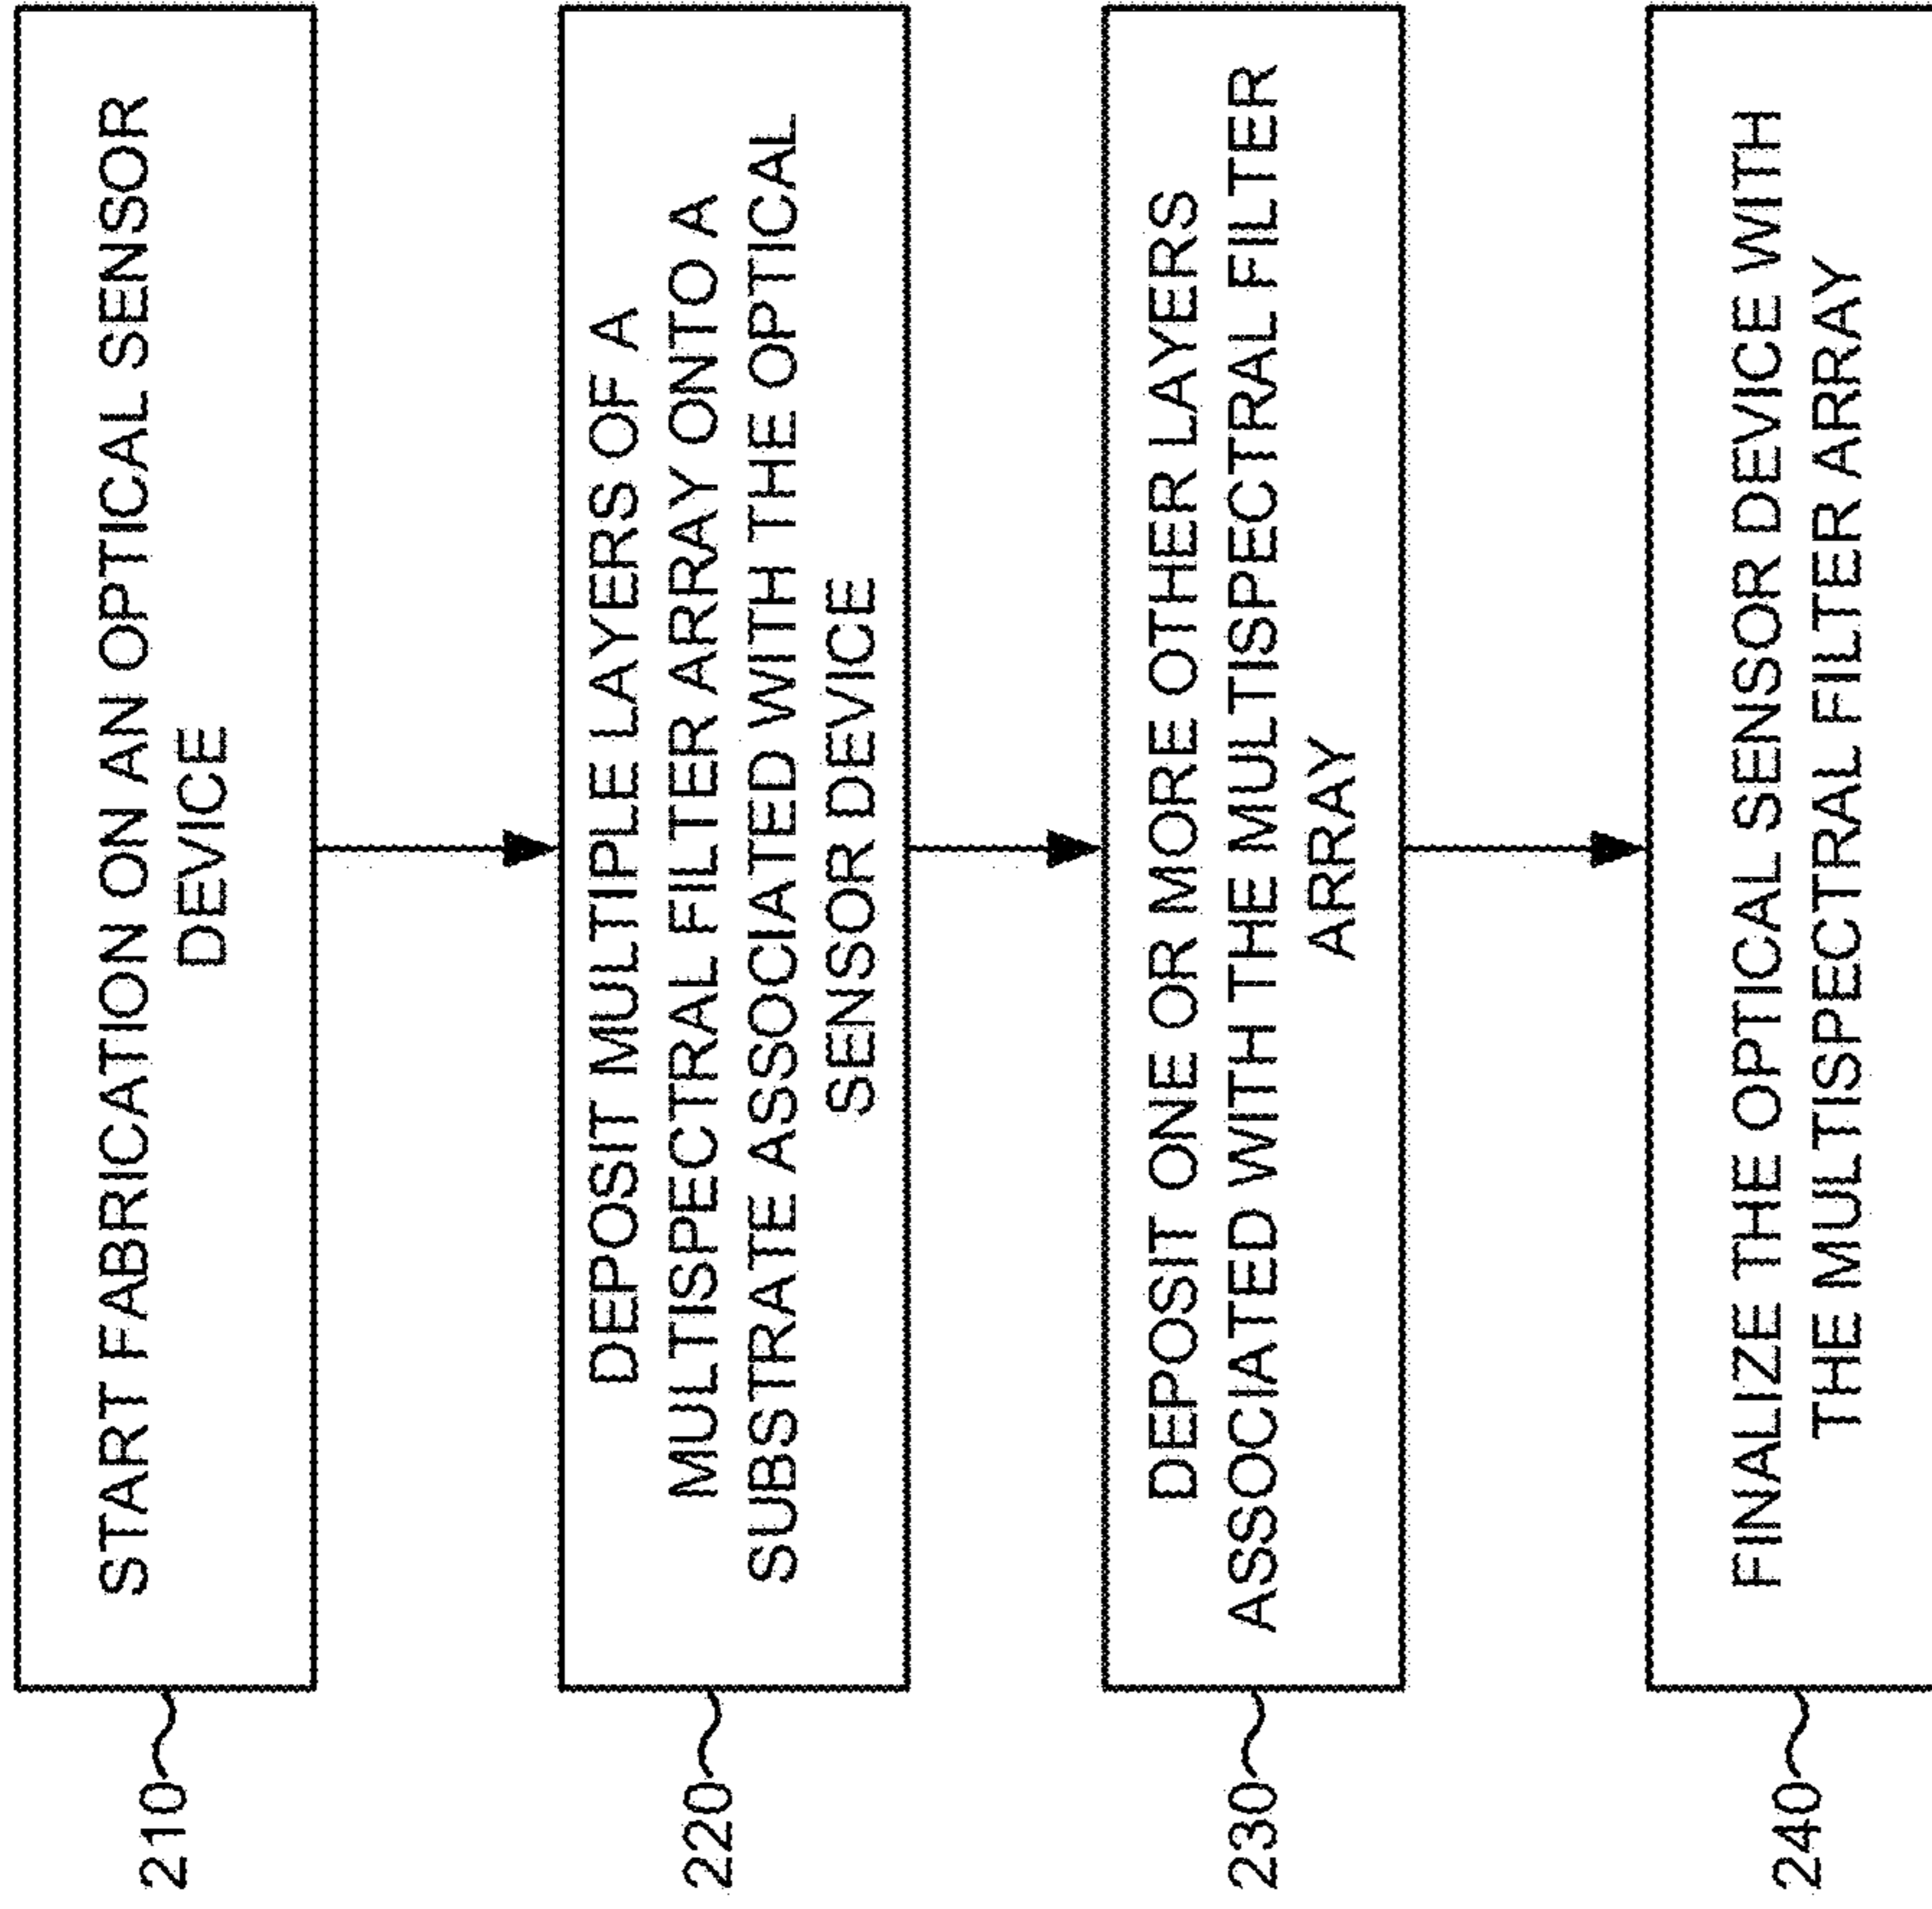 210
START FABRICATION ON AN OPTICAL SENSOR
DEVICE
220
DEPOSIT MULTIPLE LAYERS OF A
MULTISPECTRAL FILTER ARRAY ONTO A
SUBSTRATE ASSOCIATED WITH THE OPTICAL
SENSOR DEVICE
230
DEPOSIT ONE OR MORE OTHER LAYERS
ASSOCIATED WITH THE MULTISPECTRAL FILTER
ARRAY
240
FINALIZE THE OPTICAL SENSOR DEVICE WITH
THE MULTISPECTRAL FILTER ARRAY